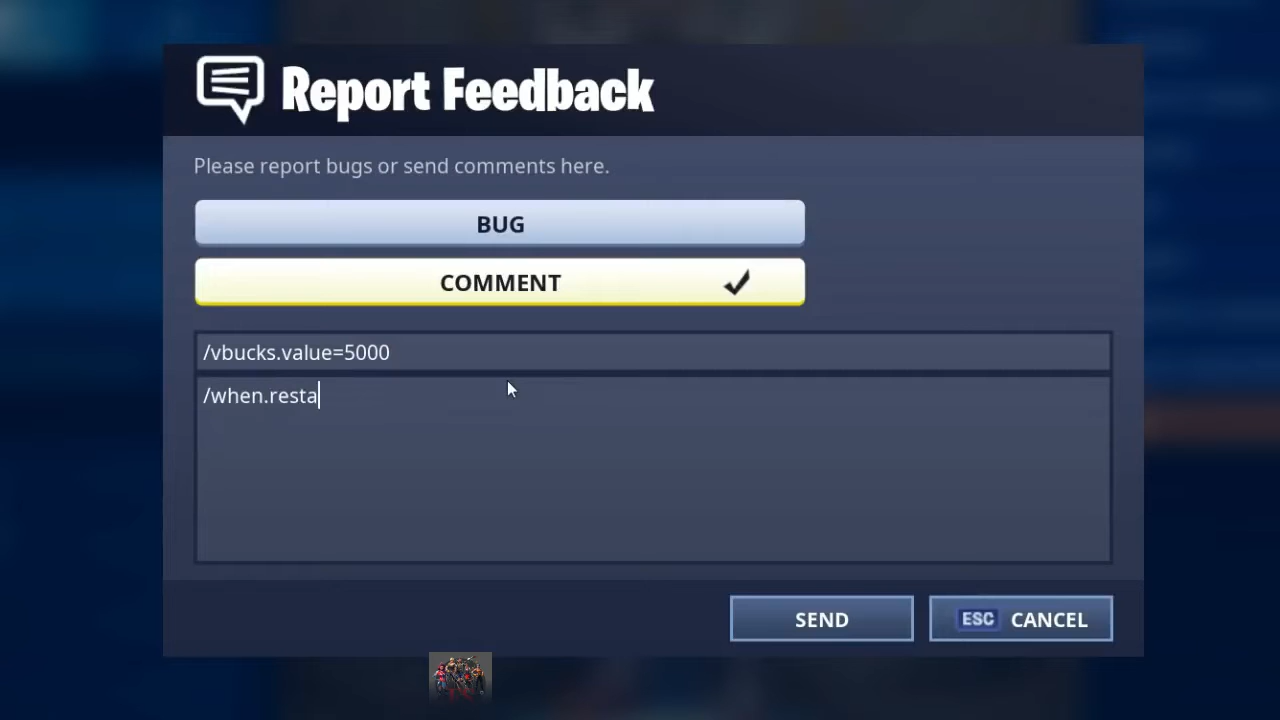 Report Feedback
Please report bugs or send comments here.
BUG
COMMENT
/vbucks.value=5000
/when.resta
SEND
ESC CANCEL